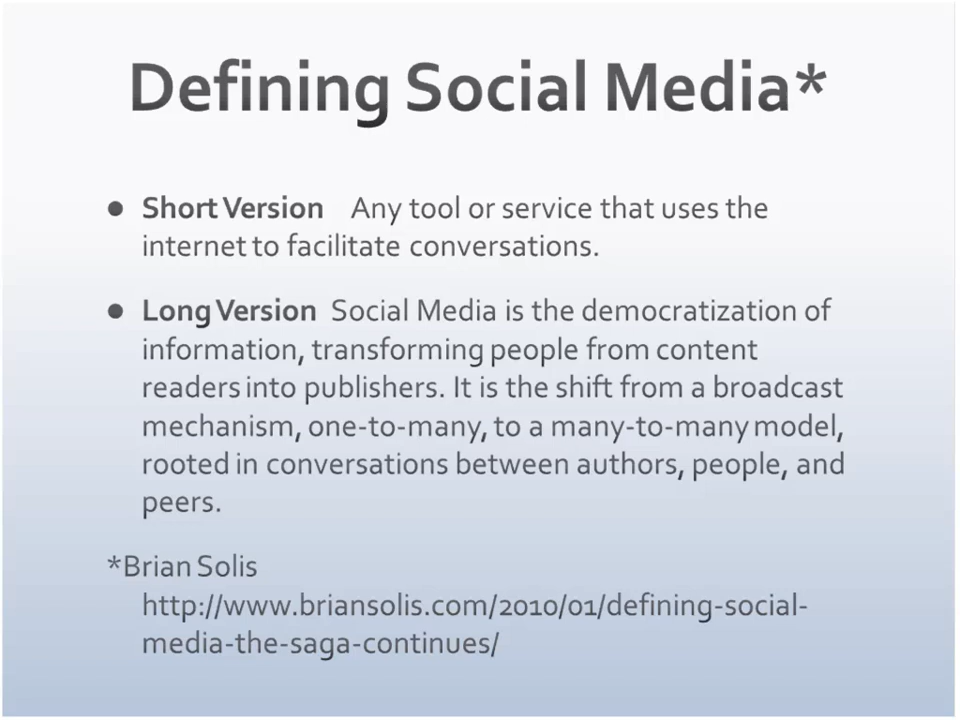 Defining Social Media*
● Short Version Any tool or service that uses the
internet to facilitate conversations.
● Long Version Social Media is the democratization of
information, transforming people from content
readers into publishers. It is the shift from a broadcast
mechanism, one-to-many, to a many-to-many model,
rooted in conversations between authors, people, and
peers.
*Brian Solis
http://www.briansolis.com/2010/01/defining-social-
media-the-saga-continues/